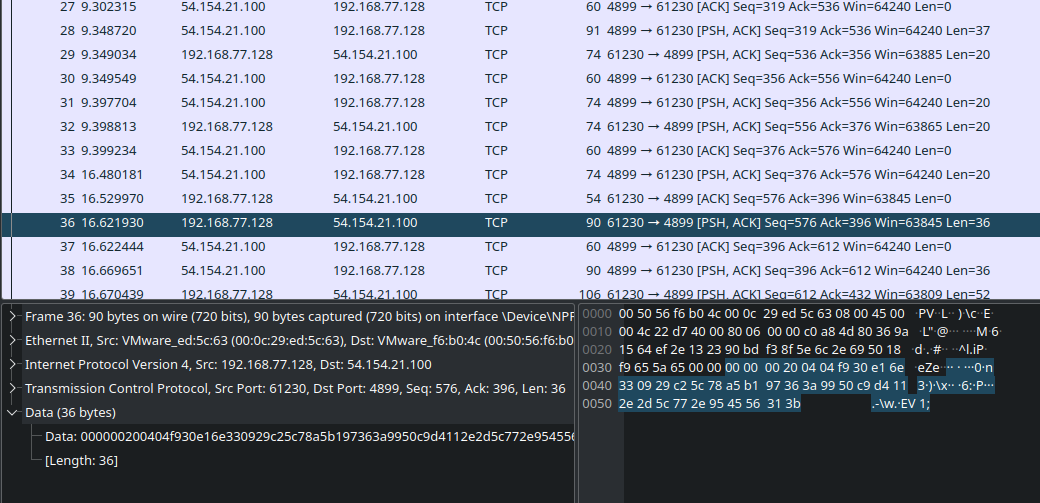 27 9.302315 54.154.21.100 192.168.77.128 TCP 60 4899 → 61230 [ACK] Seq=319 Ack=536 Win=64240 Len=0
28 9.348720 54.154.21.100 192.168.77.128 TCP 91 4899 → 61230 [PSH, ACK] Seq=319 Ack=536 Win=64240 Len=37
29 9.349034 192.168.77.128 54.154.21.100 TCP 74 61230 → 4899 [PSH, ACK] Seq=536 Ack=356 Win=63885 Len=20
30 9.349549 54.154.21.100 192.168.77.128 TCP 60 4899 → 61230 [ACK] Seq=356 Ack=556 Win=64240 Len=0
31 9.397704 54.154.21.100 192.168.77.128 TCP 74 4899 → 61230 [PSH, ACK] Seq=356 Ack=556 Win=64240 Len=20
32 9.398813 192.168.77.128 54.154.21.100 TCP 74 61230 → 4899 [PSH, ACK] Seq=556 Ack=376 Win=63865 Len=20
33 9.399234 54.154.21.100 192.168.77.128 TCP 60 4899 → 61230 [ACK] Seq=376 Ack=576 Win=64240 Len=0
34 16.480181 54.154.21.100 192.168.77.128 TCP 74 4899 → 61230 [PSH, ACK] Seq=376 Ack=576 Win=64240 Len=20
35 16.529970 192.168.77.128 54.154.21.100 TCP 54 61230 → 4899 [ACK] Seq=576 Ack=396 Win=63845 Len=0
36 16.621930 192.168.77.128 54.154.21.100 TCP 90 61230 → 4899 [PSH, ACK] Seq=576 Ack=396 Win=63845 Len=36
37 16.622444 54.154.21.100 192.168.77.128 TCP 60 4899 → 61230 [ACK] Seq=396 Ack=612 Win=64240 Len=0
38 16.669651 54.154.21.100 192.168.77.128 TCP 90 4899 → 61230 [PSH, ACK] Seq=396 Ack=612 Win=64240 Len=36
39 16.670439 192.168.77.128 54.154.21.100 TCP 106 61230 → 4899 [PSH, ACK] Seq=612 Ack=432 Win=63809 Len=52
Frame 36: 90 bytes on wire (720 bits), 90 bytes captured (720 bits) on interface \Device\NPF
Ethernet II, Src: VMware_ed:5c:63 (00:0c:29:ed:5c:63), Dst: VMware_f6:b0:4c (00:50:56:f6:b0
Internet Protocol Version 4, Src: 192.168.77.128, Dst: 54.154.21.100
Transmission Control Protocol, Src Port: 61230, Dst Port: 4899, Seq: 576, Ack: 396, Len: 36
Data (36 bytes)
Data: 000000200404f930e16e330929c25c78a5b197363a9950c9d4112e2d5c772e954556
[Length: 36]
0000 00 50 56 f6 b0 4c 00 0c 29 ed 5c 63 08 00 45 00 ·PV··L·· )·\c··E·
0010 00 4c 22 d7 40 00 80 06 00 00 c0 a8 4d 80 36 9a ·L"·@··· ····M·6·
0020 15 64 ef 2e 13 23 90 bd f3 8f 5e 6c 2e 69 50 18 ·d·.·#·· ··^l.iP·
0030 f9 65 5a 65 00 00 00 00 00 20 04 04 f9 30 e1 6e ·eZe···· · ···0·n
0040 33 09 29 c2 5c 78 a5 b1 97 36 3a 99 50 c9 d4 11 3·)·\x·· ·6:·P···
0050 2e 2d 5c 77 2e 95 45 56 31 3b .-\w.·EV 1;